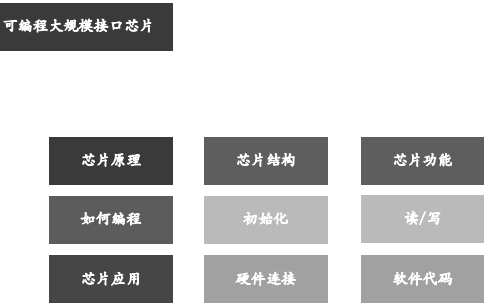 可编程大规模接口芯片
芯片原理 芯片结构 芯片功能
如何编程 初始化 读/写
芯片应用 硬件连接 软件代码